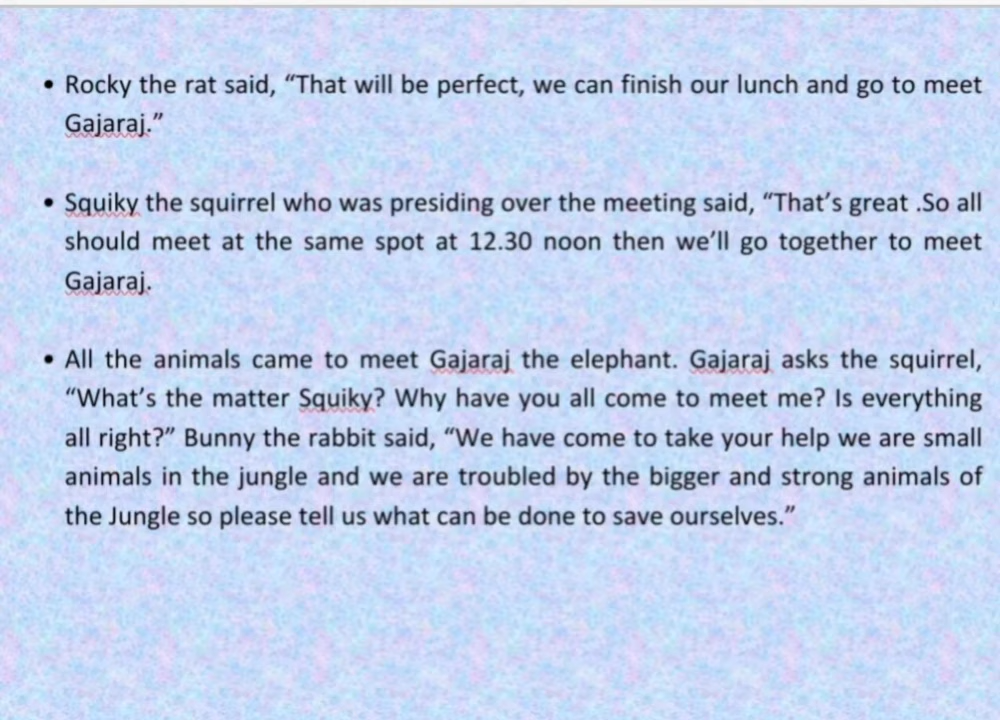 • Rocky the rat said, “That will be perfect, we can finish our lunch and go to meet
Gajaraj.”
• Squiky the squirrel who was presiding over the meeting said, “That’s great .So all
should meet at the same spot at 12.30 noon then we’ll go together to meet
Gajaraj.
• All the animals came to meet Gajaraj the elephant. Gajaraj asks the squirrel,
“What’s the matter Squiky? Why have you all come to meet me? Is everything
all right?” Bunny the rabbit said, “We have come to take your help we are small
animals in the jungle and we are troubled by the bigger and strong animals of
the Jungle so please tell us what can be done to save ourselves.”